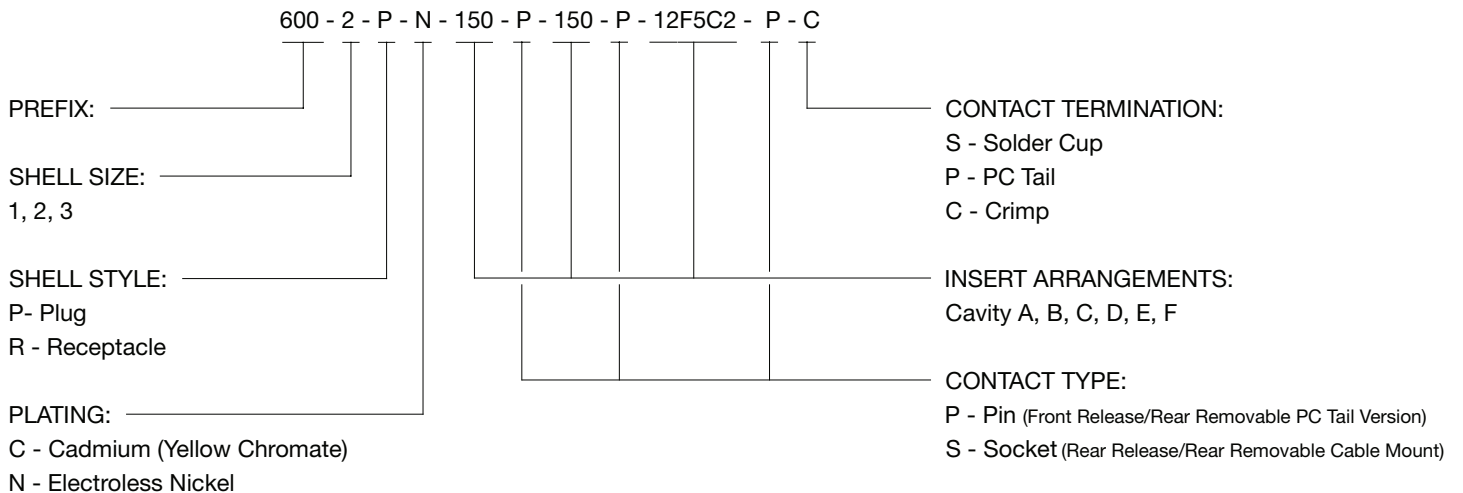 600 - 2 - P - N - 150 - P - 150 - P - 12F5C2 - P - C
PREFIX:
SHELL SIZE:
1, 2, 3
SHELL STYLE:
P- Plug
R - Receptacle
PLATING:
C - Cadmium (Yellow Chromate)
N - Electroless Nickel
CONTACT TERMINATION:
S - Solder Cup
P - PC Tail
C - Crimp
INSERT ARRANGEMENTS:
Cavity A, B, C, D, E, F
CONTACT TYPE:
P - Pin (Front Release/Rear Removable PC Tail Version)
S - Socket (Rear Release/Rear Removable Cable Mount)